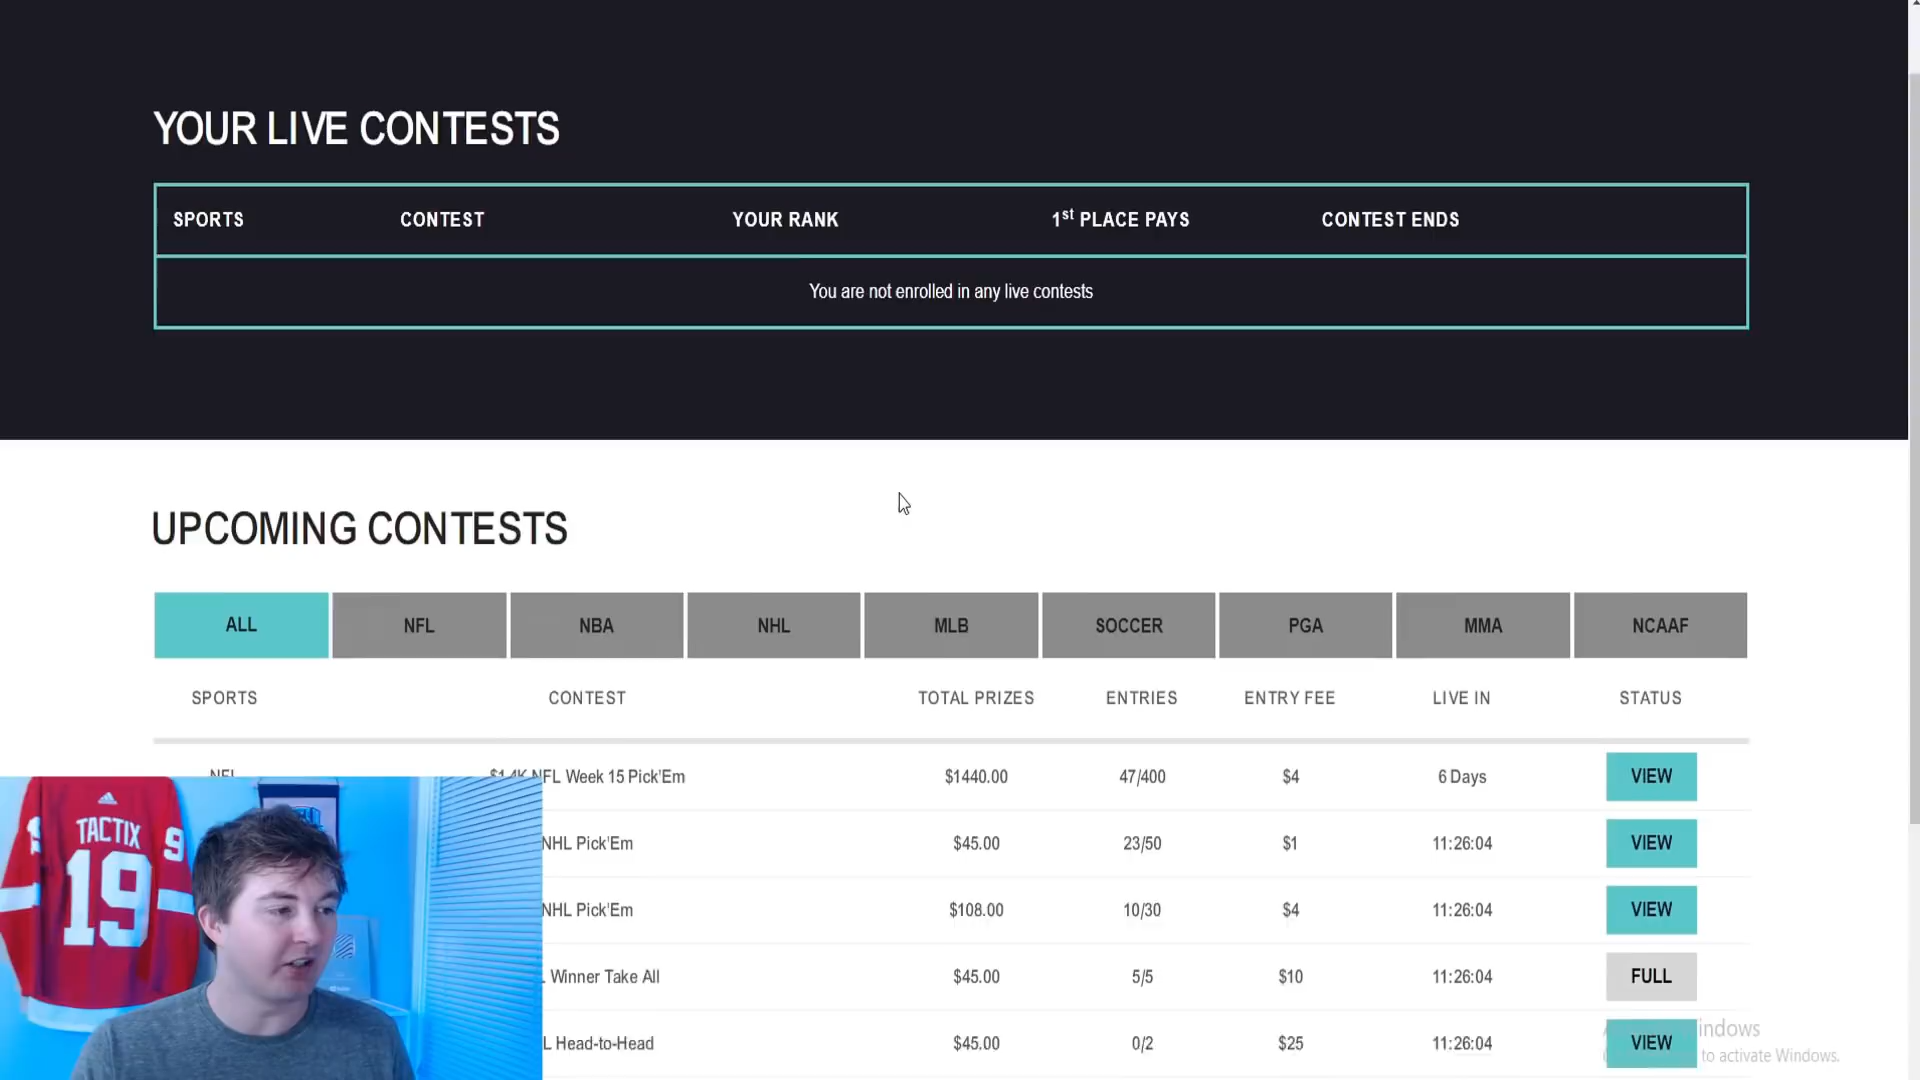 YOUR LIVE CONTESTS
SPORTS CONTEST YOUR RANK 1st PLACE PAYS CONTEST ENDS
You are not enrolled in any live contests
UPCOMING CONTESTS
ALL NFL NBA NHL MLB SOCCER PGA MMA NCAAF
SPORTS CONTEST TOTAL PRIZES ENTRIES ENTRY FEE LIVE IN STATUS
NFL $1.4K NFL Week 15 Pick'Em $1440.00 47/400 $4 6 Days VIEW
NHL Pick'Em $45.00 23/50 $1 11:26:04 VIEW
NHL Pick'Em $108.00 10/30 $4 11:26:04 VIEW
Winner Take All $45.00 5/5 $10 11:26:04 FULL
L Head-to-Head $45.00 0/2 $25 11:26:04 VIEW
indows
to activate Windows.
TACTIX
19
9